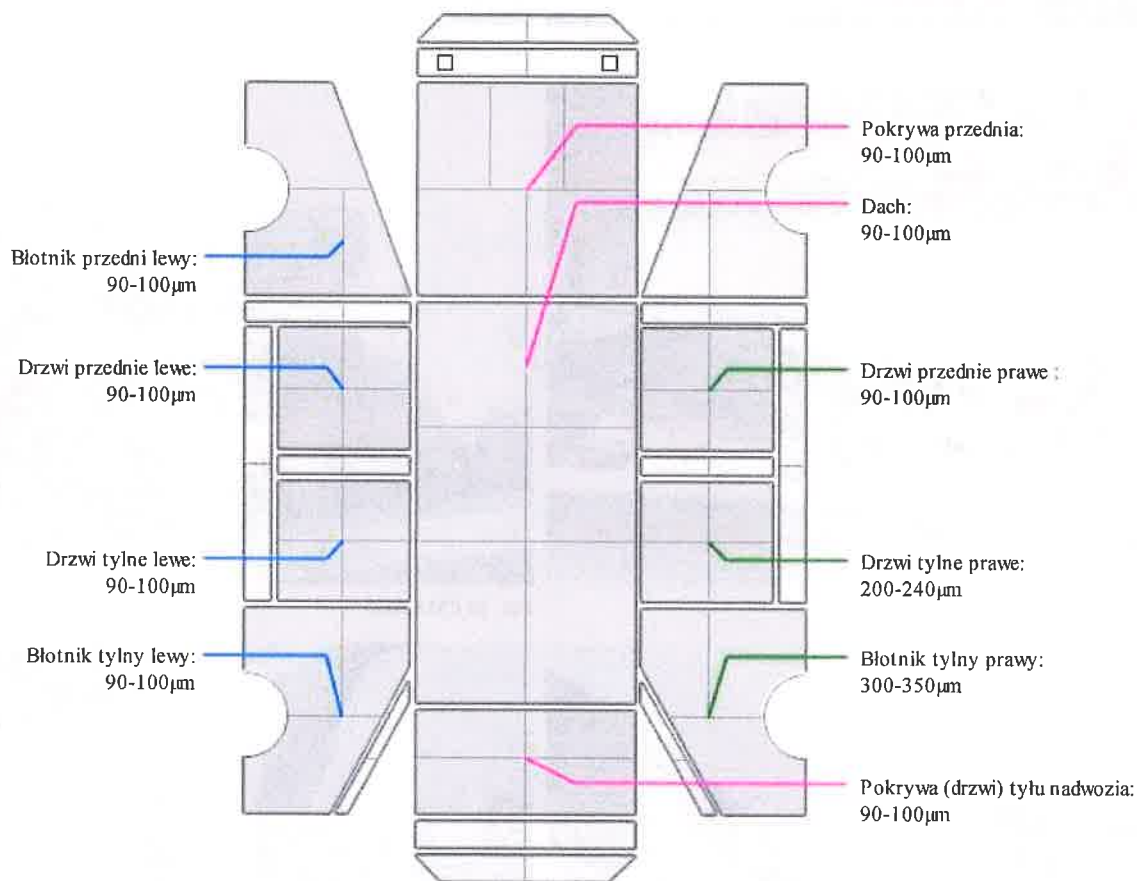 Pokrywa przednia:
90-100µm
Dach:
90-100µm
Błotnik przedni lewy:
90-100µm
Drzwi przednie lewe:
90-100µm
Drzwi przednie prawe :
90-100µm
Drzwi tylne lewe:
90-100µm
Drzwi tylne prawe:
200-240µm
Błotnik tylny lewy:
90-100µm
Błotnik tylny prawy:
300-350µm
Pokrywa (drzwi) tyłu nadwozia:
90-100µm